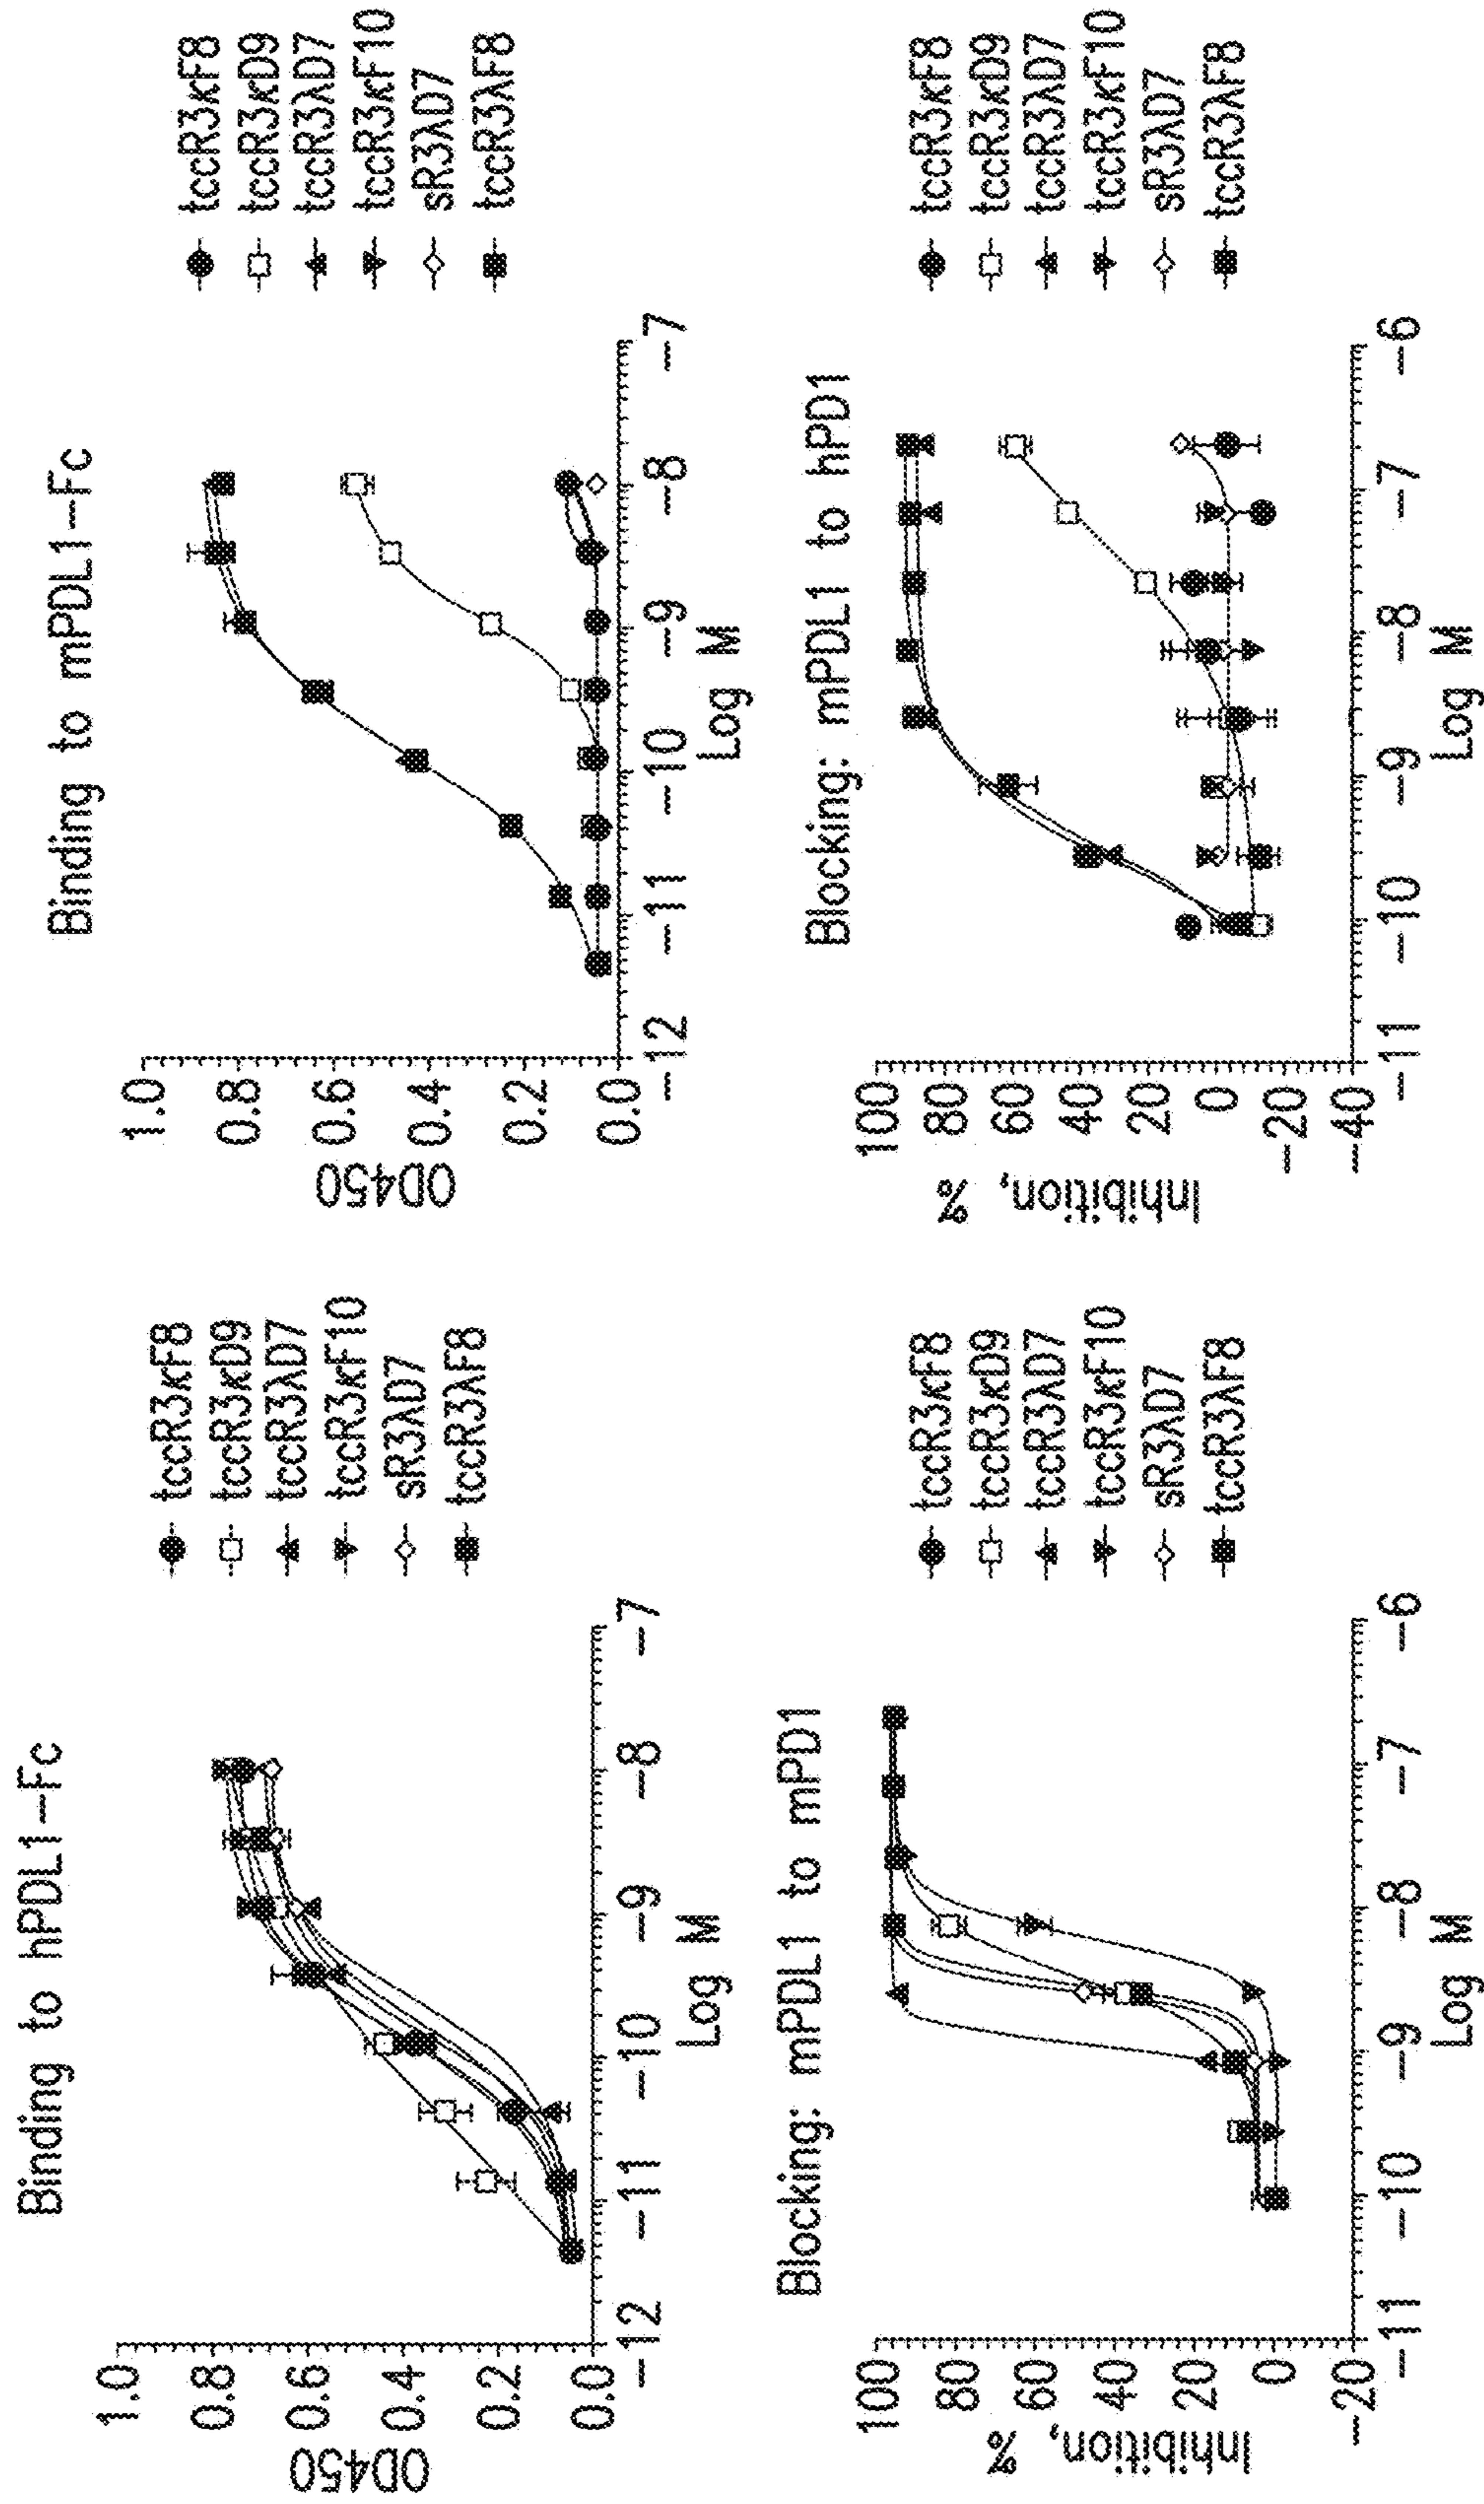 Binding to hPDL1-Fc
OD450
1.0
0.8
0.6
0.4
0.2
0.0
-12 -11 -10 -9 -8 -7
Log M
tccR3κF8
tccR3κD9
tccR3λD7
tccR3κF10
sR3λD7
tccR3λF8
Binding to mPDL1-Fc
OD450
1.0
0.8
0.6
0.4
0.2
0.0
-12 -11 -10 -9 -8 -7
Log M
tccR3κF8
tccR3κD9
tccR3λD7
tccR3κF10
sR3λD7
tccR3λF8
Blocking: mPDL1 to mPD1
Inhibition, %
100
80
60
40
20
0
-20
-11 -10 -9 -8 -7 -6
Log M
tccR3κF8
tccR3κD9
tccR3λD7
tccR3κF10
sR3λD7
tccR3λF8
Blocking: mPDL1 to hPD1
Inhibition, %
100
80
60
40
20
0
-20
-40
-11 -10 -9 -8 -7 -6
Log M
tccR3κF8
tccR3κD9
tccR3λD7
tccR3κF10
sR3λD7
tccR3λF8